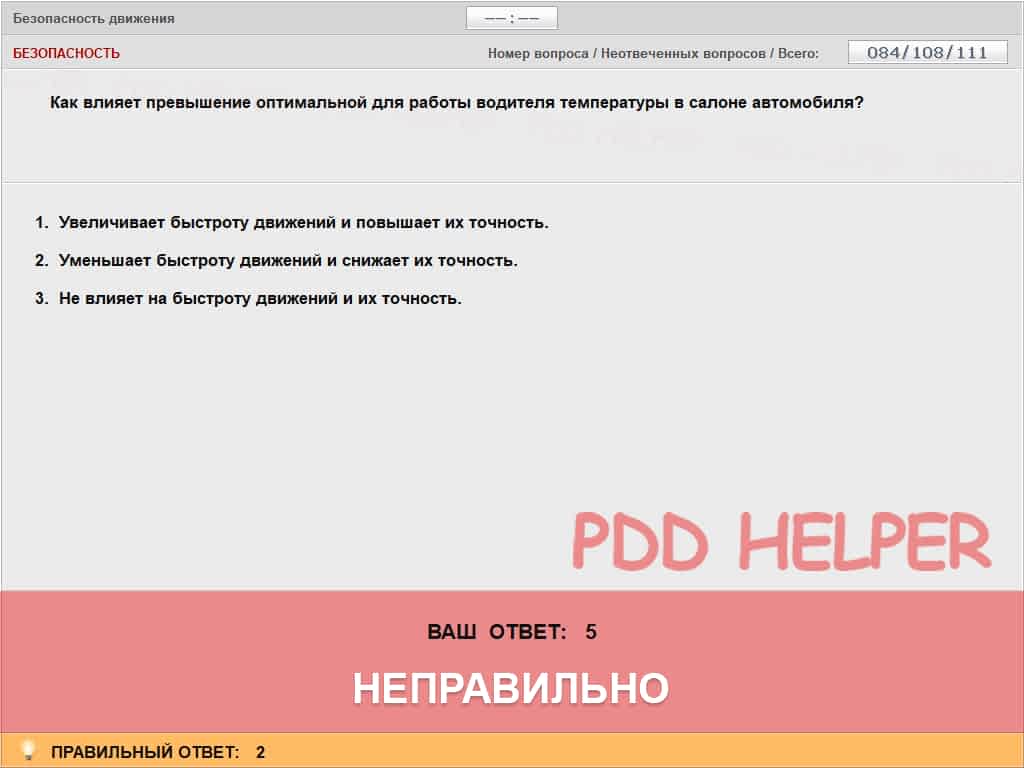 Безопасность движения
—— : ——
БЕЗОПАСНОСТЬ
Номер вопроса / Неотвеченных вопросов / Всего:
084/108/111
Как влияет превышение оптимальной для работы водителя температуры в салоне автомобиля?
1. Увеличивает быстроту движений и повышает их точность.
2. Уменьшает быстроту движений и снижает их точность.
3. Не влияет на быстроту движений и их точность.
PDD HELPER
ВАШ ОТВЕТ: 5
НЕПРАВИЛЬНО
ПРАВИЛЬНЫЙ ОТВЕТ: 2